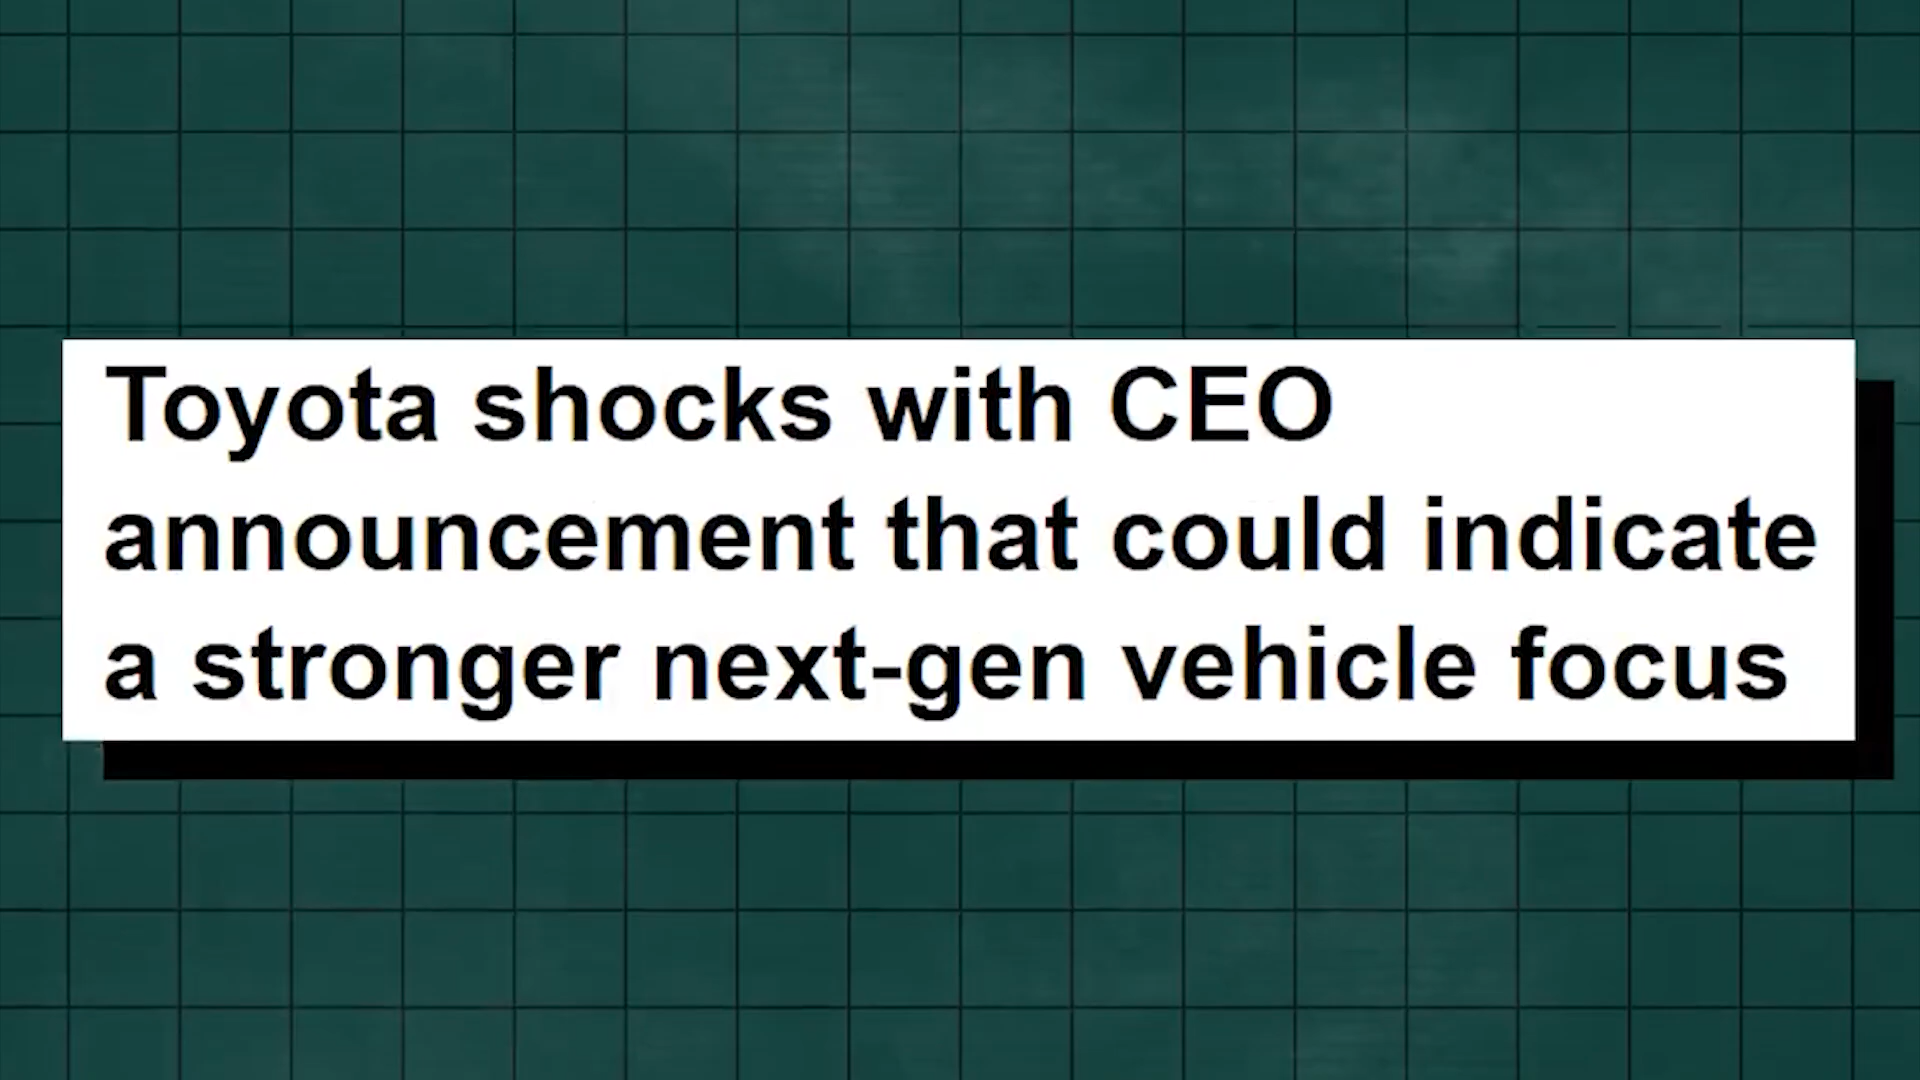 Toyota shocks with CEO
announcement that could indicate
a stronger next-gen vehicle focus